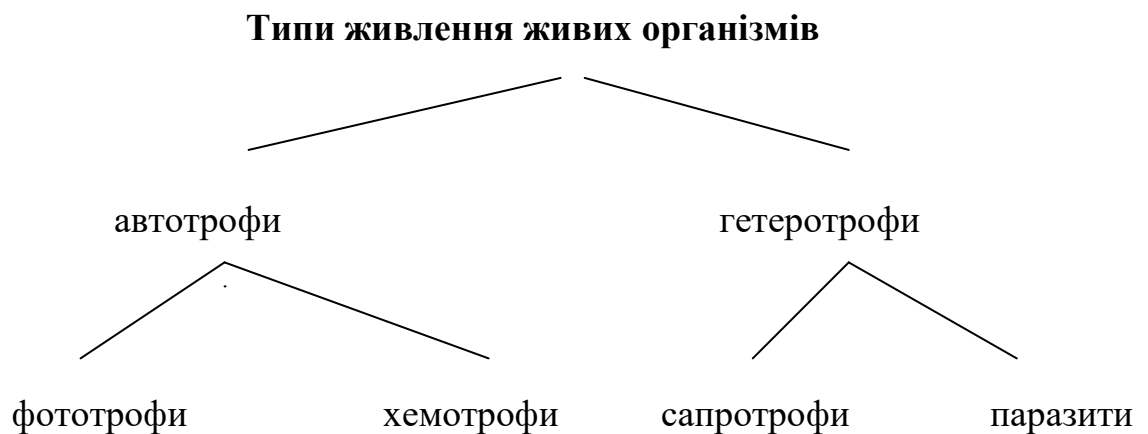 Типи живлення живих організмів
автотрофи гетеротрофи
фототрофи хемотрофи сапротрофи паразити